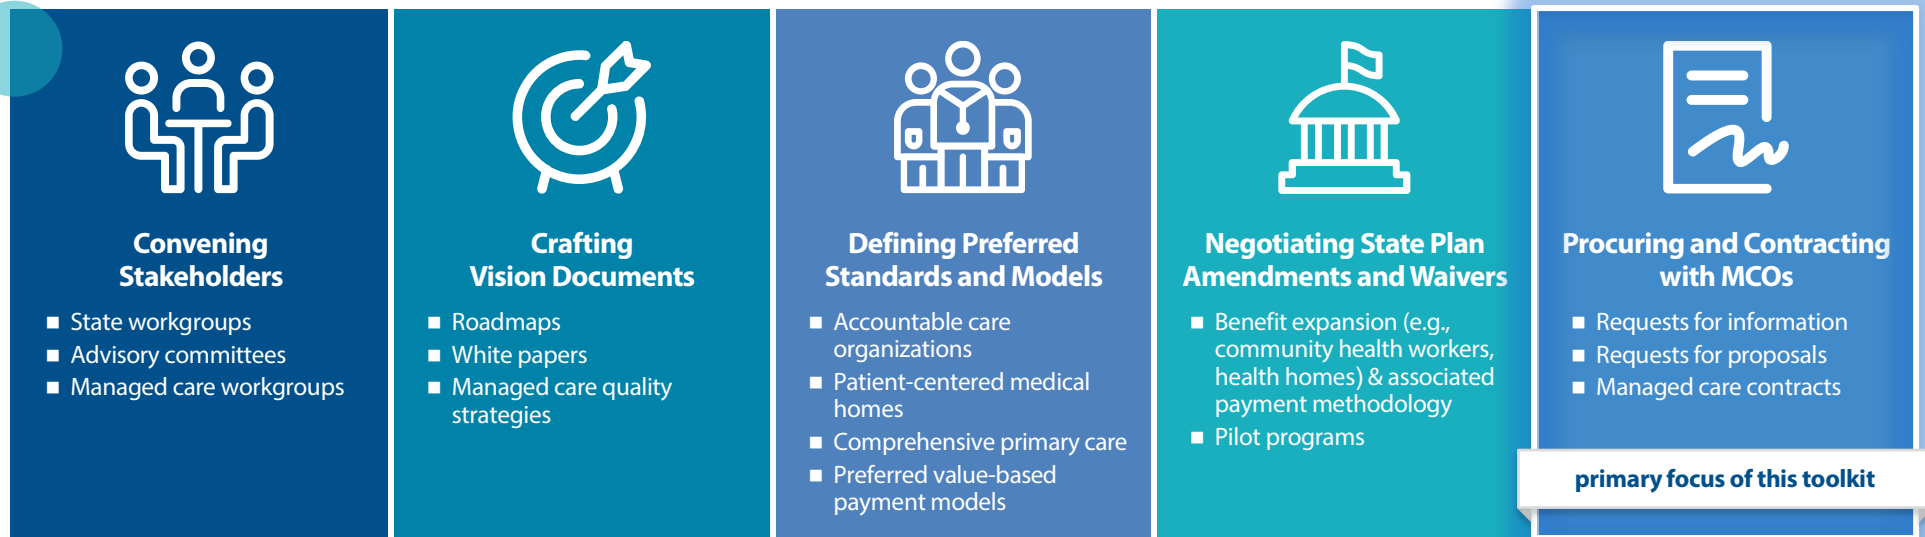 Convening
Stakeholders
State workgroups
Advisory committees
Managed care workgroups
Crafting
Vision Documents
Roadmaps
White papers
Managed care quality
strategies
Defining Preferred
Standards and Models
Accountable care
organizations
Patient-centered medical
homes
Comprehensive primary care
Preferred value-based
payment models
Negotiating State Plan
Amendments and Waivers
Benefit expansion (e.g.,
community health workers,
health homes) & associated
payment methodology
Pilot programs
Procuring and Contracting
with MCOs
Requests for information
Requests for proposals
Managed care contracts
primary focus of this toolkit